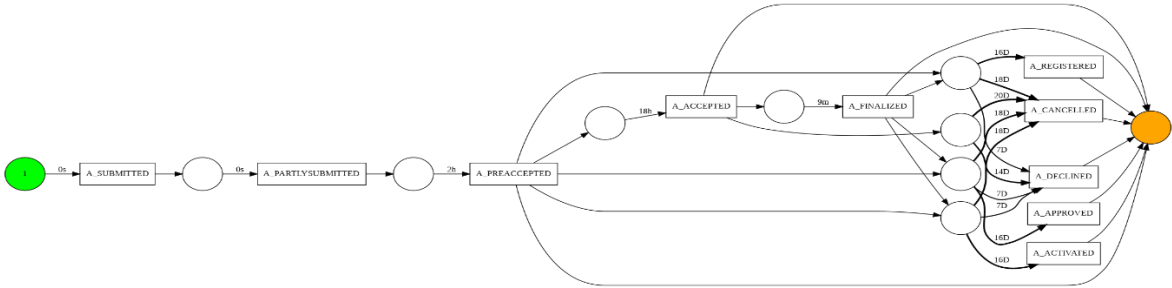 1
0s
A_SUBMITTED
0s
A_PARTLYSUBMITTED
2h
A_PREACCEPTED
18h
A_ACCEPTED
9m
A_FINALIZED
16D
A_REGISTERED
18D
20D
A_CANCELLED
18D
18D
7D
14D
A_DECLINED
7D
7D
A_APPROVED
16D
A_ACTIVATED
16D